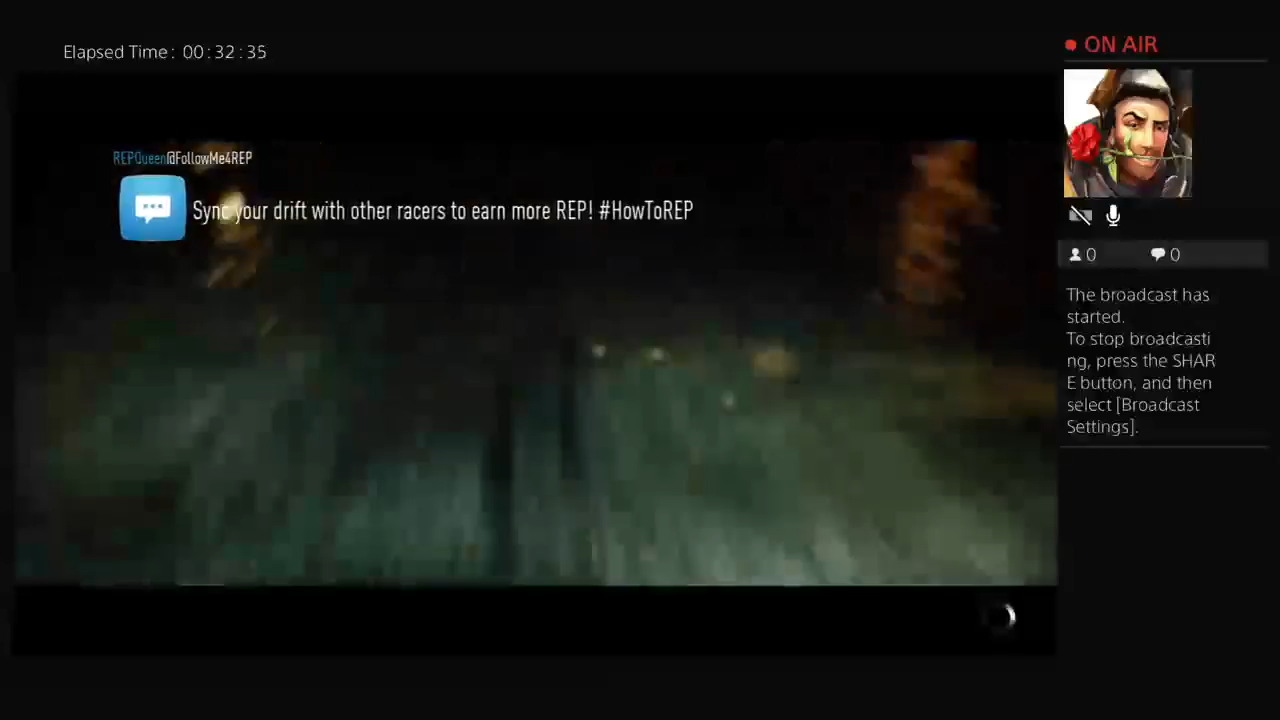 Elapsed Time: 00:32:35
ON AIR
REPQueen@FollowMe4REP
Sync your drift with other racers to earn more REP! #HowToREP
0 0
The broadcast has
started.
To stop broadcasti
ng, press the SHAR
E button, and then
select [Broadcast
Settings].